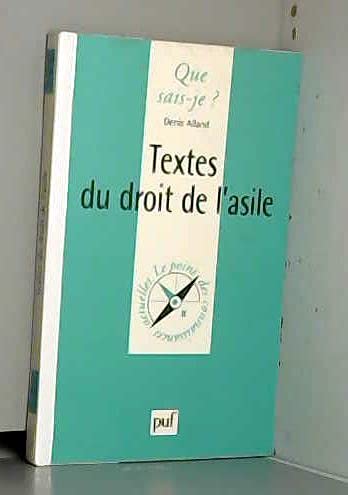 Que
sais-je ?
Denis Alland
Textes
du droit de l'asile
Le point des connaissances actuelles
puf